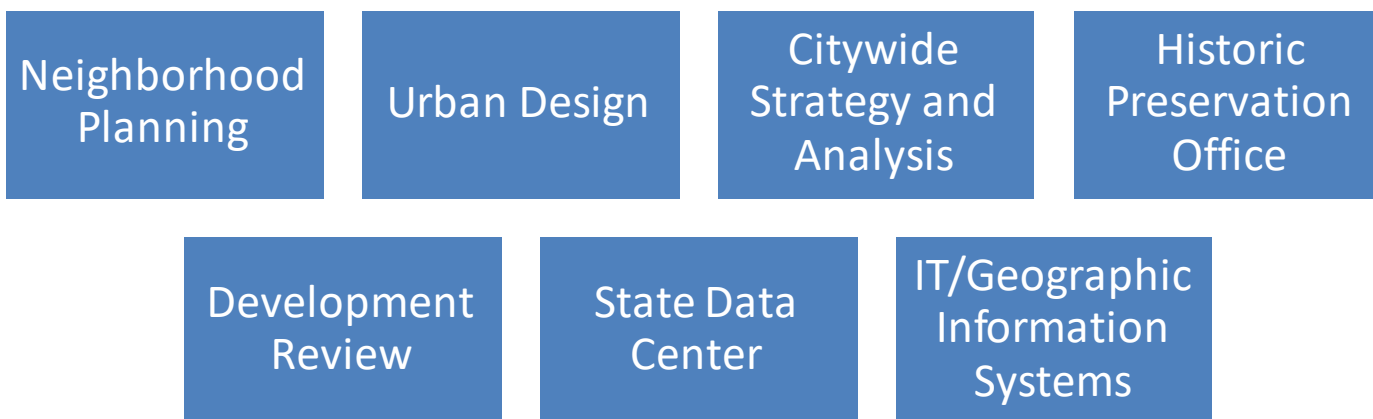 Neighborhood
Planning
Urban Design
Citywide
Strategy and
Analysis
Historic
Preservation
Office
Development
Review
State Data
Center
IT/Geographic
Information
Systems